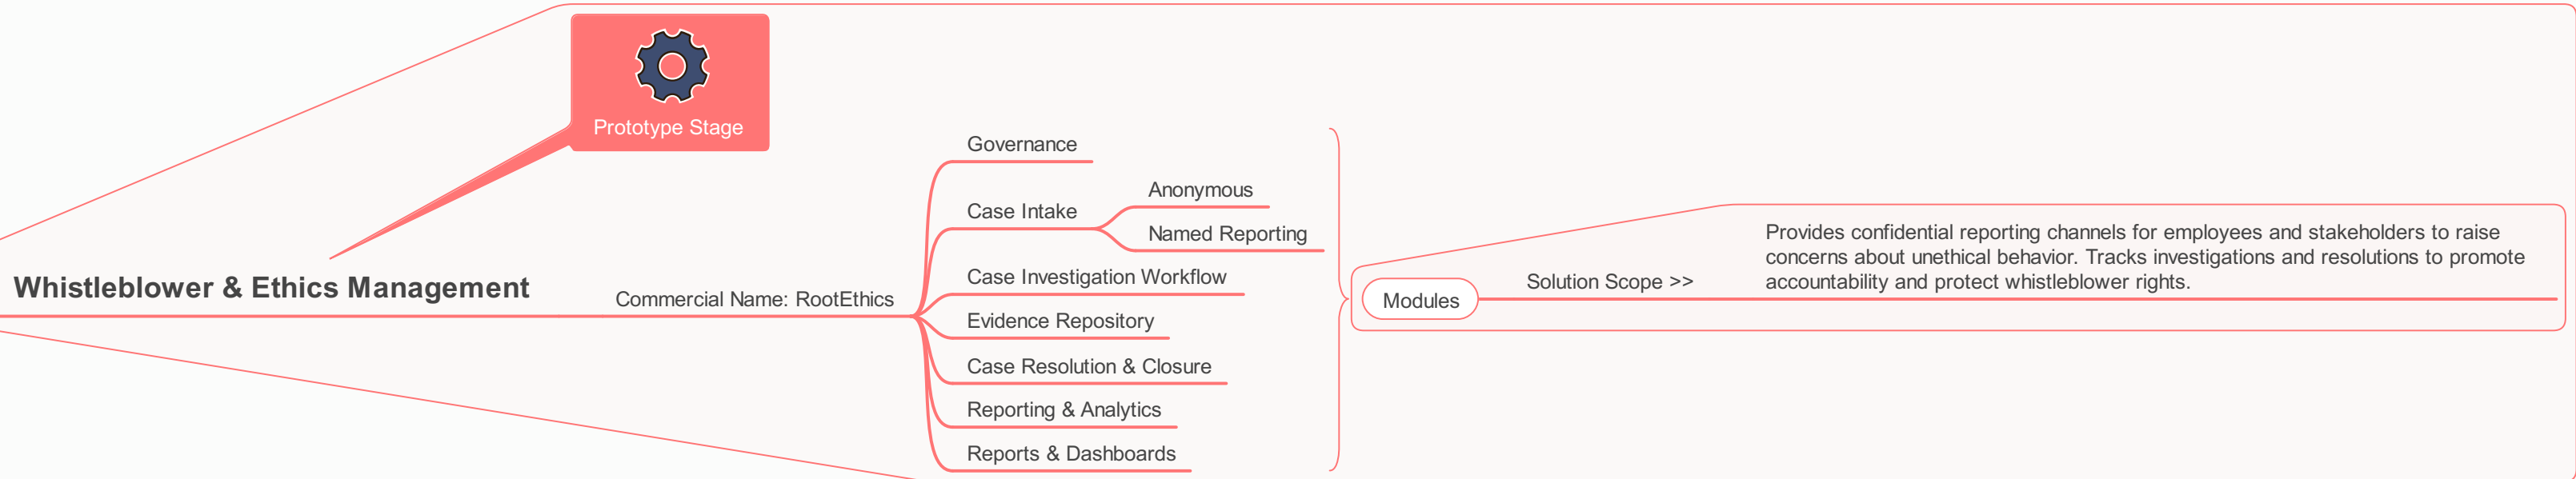 Prototype Stage
Whistleblower & Ethics Management
Commercial Name: RootEthics
Governance
Case Intake
Anonymous
Named Reporting
Case Investigation Workflow
Evidence Repository
Case Resolution & Closure
Reporting & Analytics
Reports & Dashboards
Modules
Solution Scope >>
Provides confidential reporting channels for employees and stakeholders to raise
concerns about unethical behavior. Tracks investigations and resolutions to promote
accountability and protect whistleblower rights.